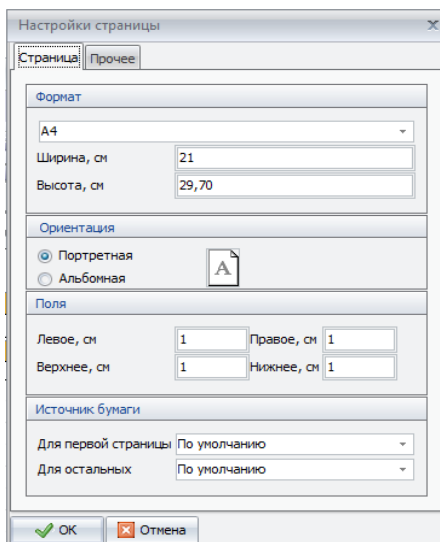 Настройки страницы
Страница Прочее
Формат
A4
Ширина, см 21
Высота, см 29,70
Ориентация
Портретная
Альбомная
A
Поля
Левое, см 1 Правое, см 1
Верхнее, см 1 Нижнее, см 1
Источник бумаги
Для первой страницы По умолчанию
Для остальных По умолчанию
ОК Отмена